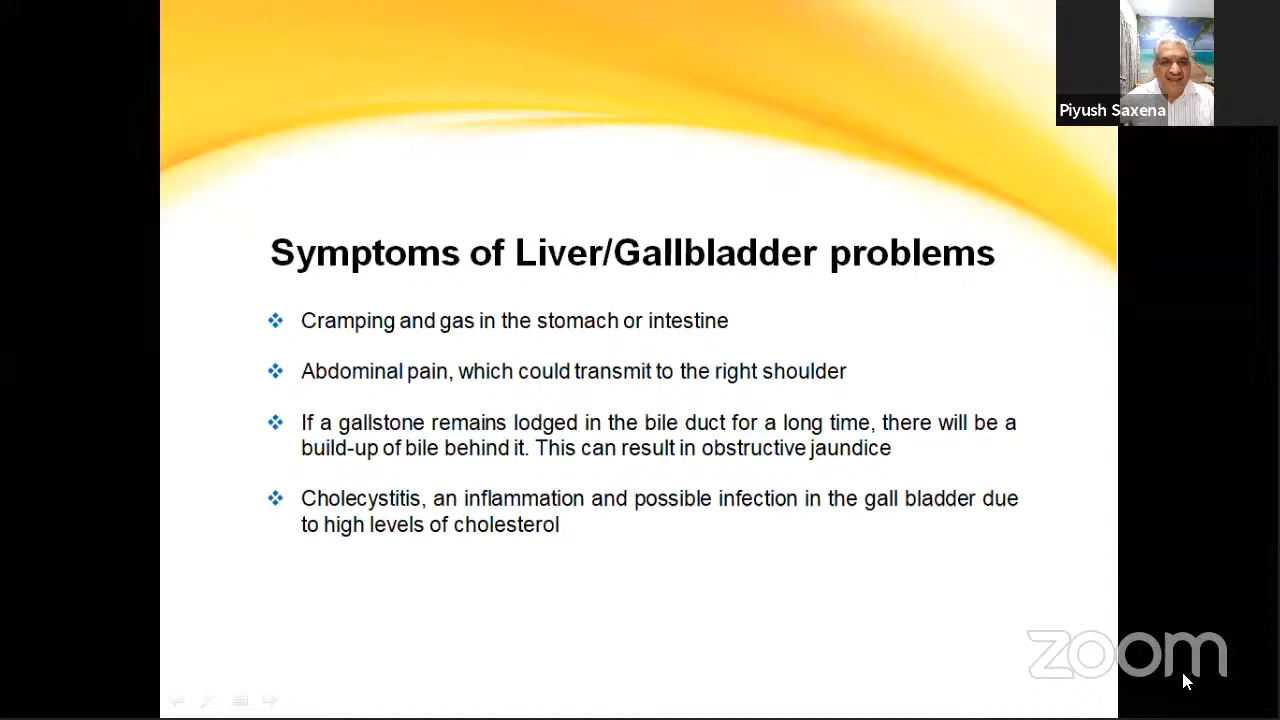 Piyush Saxena
Symptoms of Liver/Gallbladder problems
Cramping and gas in the stomach or intestine
Abdominal pain, which could transmit to the right shoulder
If a gallstone remains lodged in the bile duct for a long time, there will be a
build-up of bile behind it. This can result in obstructive jaundice
Cholecystitis, an inflammation and possible infection in the gall bladder due
to high levels of cholesterol
zoom